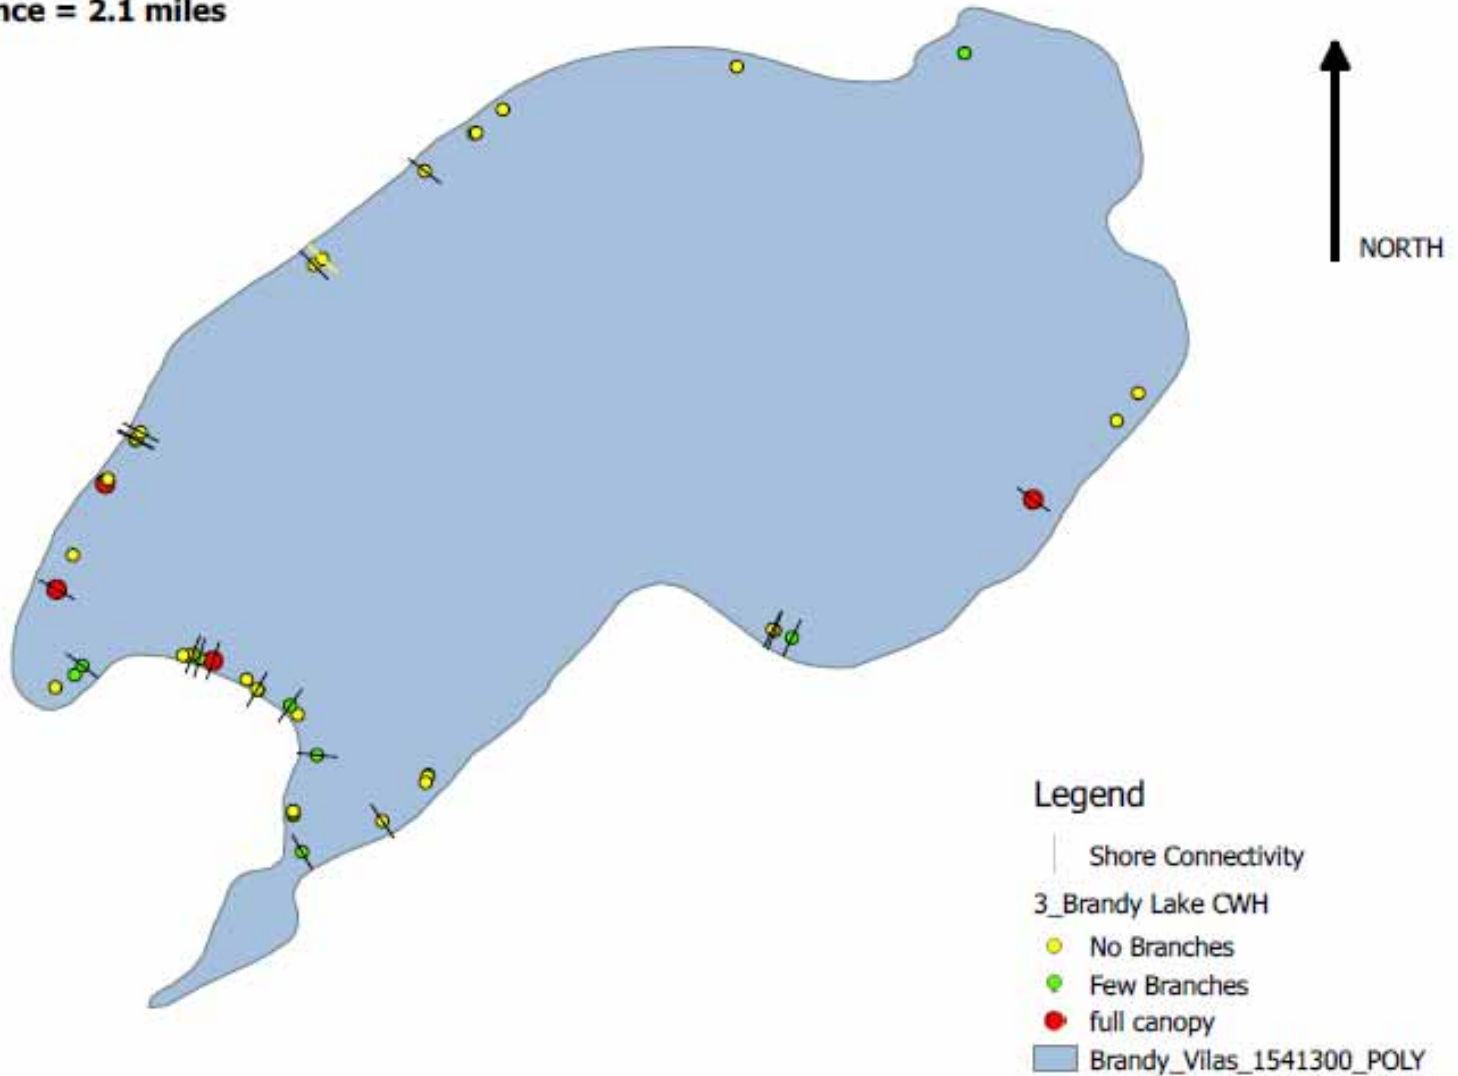 nce = 2.1 miles
NORTH
Legend
Shore Connectivity
3_Brandy Lake CWH
No Branches
Few Branches
full canopy
Brandy_Vilas_1541300_POLY